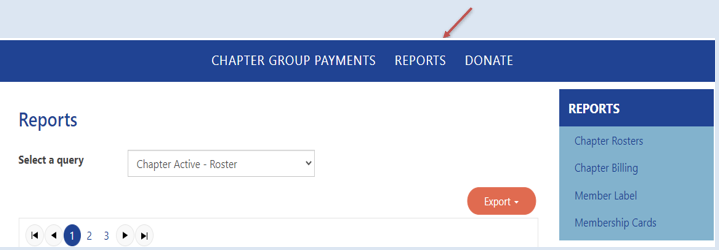 CHAPTER GROUP PAYMENTS REPORTS DONATE
Reports
Select a query Chapter Active - Roster
Export
1 2 3
REPORTS
Chapter Rosters
Chapter Billing
Member Label
Membership Cards